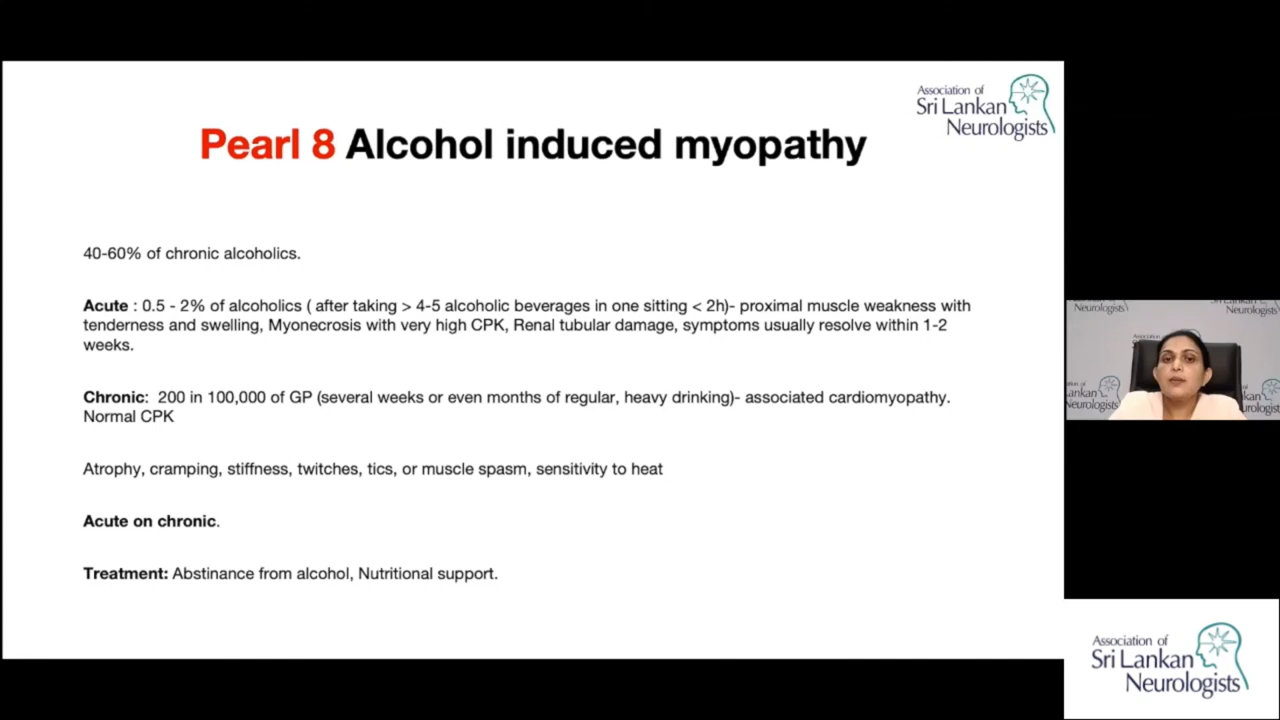 Association of
Sri Lankan
Neurologists
Pearl 8 Alcohol induced myopathy
40-60% of chronic alcoholics.
Acute : 0.5 - 2% of alcoholics ( after taking > 4-5 alcoholic beverages in one sitting < 2h)- proximal muscle weakness with
tenderness and swelling, Myonecrosis with very high CPK, Renal tubular damage, symptoms usually resolve within 1-2
weeks.
Chronic: 200 in 100,000 of GP (several weeks or even months of regular, heavy drinking)- associated cardiomyopathy.
Normal CPK
Atrophy, cramping, stiffness, twitches, tics, or muscle spasm, sensitivity to heat
Acute on chronic.
Treatment: Abstinance from alcohol, Nutritional support.
Association of
Sri Lankan
Neurologists